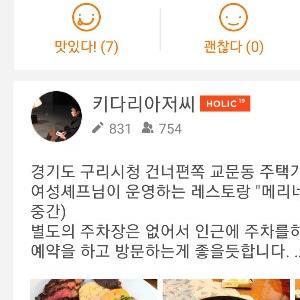 맛있다! (7)
괜찮다 (0)
키다리아저씨 HOLIC 19
831 754
경기도 구리시청 건너편쪽 교문동 주택가
여성셰프님이 운영하는 레스토랑 "메리너
중간)
별도의 주차장은 없어서 인근에 주차를하
예약을 하고 방문하는게 좋을듯합니다. ..